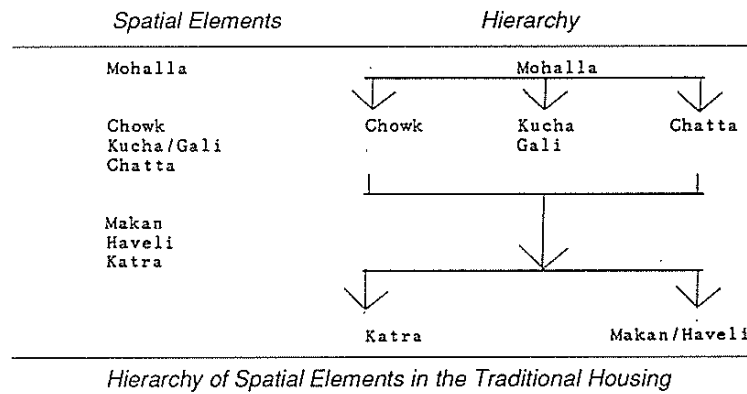 Spatial Elements Hierarchy
Mohalla Mohalla
Chowk Chowk Kucha Chatta
Kucha/Gali Gali
Chatta
Makan
Haveli
Katra
Katra Makan/Haveli
Hierarchy of Spatial Elements in the Traditional Housing